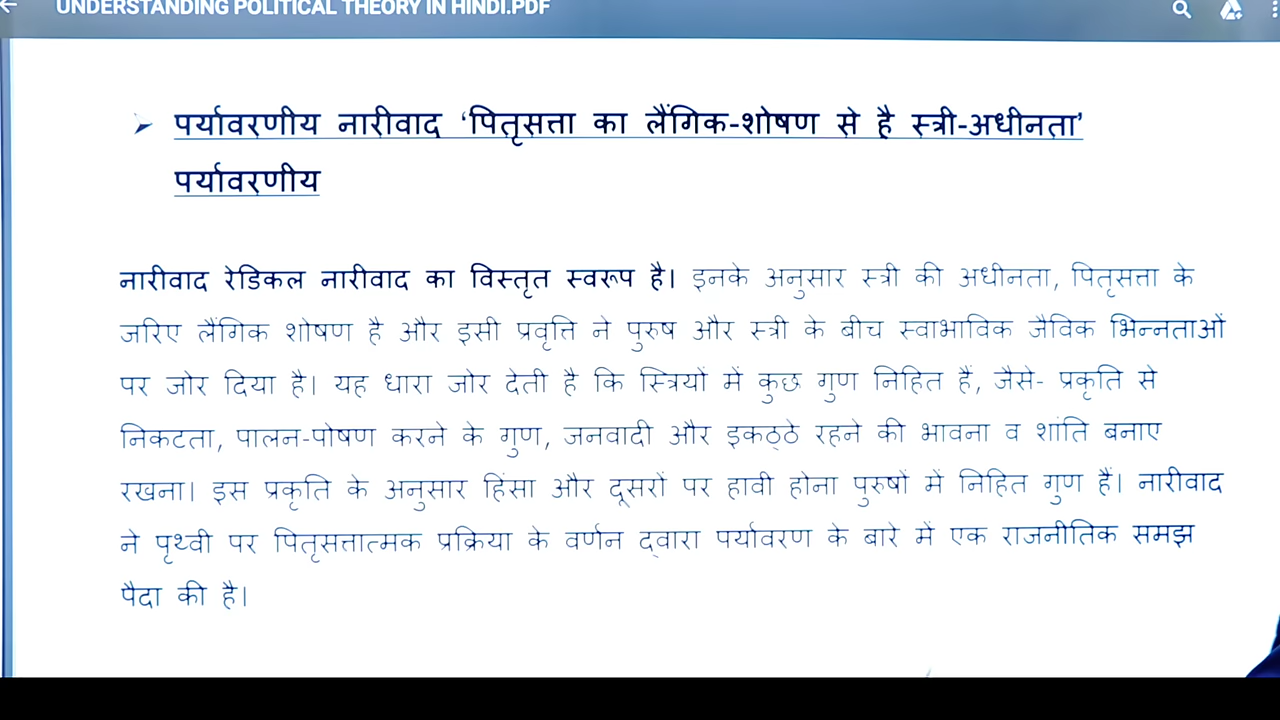 UNDERSTANDING POLITICAL THEORY IN HINDI.PDF
पर्यावरणीय नारीवाद ‘पितृसत्ता का लैंगिक-शोषण से है स्त्री-अधीनता’
पर्यावरणीय
नारीवाद रेडिकल नारीवाद का विस्तृत स्वरूप है। इनके अनुसार स्त्री की अधीनता, पितृसत्ता के
जरिए लैंगिक शोषण है और इसी प्रवृत्ति ने पुरुष और स्त्री के बीच स्वाभाविक जैविक भिन्नताओं
पर जोर दिया है। यह धारा जोर देती है कि स्त्रियों में कुछ गुण निहित हैं, जैसे- प्रकृति से
निकटता, पालन-पोषण करने के गुण, जनवादी और इकठ्ठे रहने की भावना व शांति बनाए
रखना। इस प्रकृति के अनुसार हिंसा और दूसरों पर हावी होना पुरुषों में निहित गुण हैं। नारीवाद
ने पृथ्वी पर पितृसत्तात्मक प्रक्रिया के वर्णन द्वारा पर्यावरण के बारे में एक राजनीतिक समझ
पैदा की है।